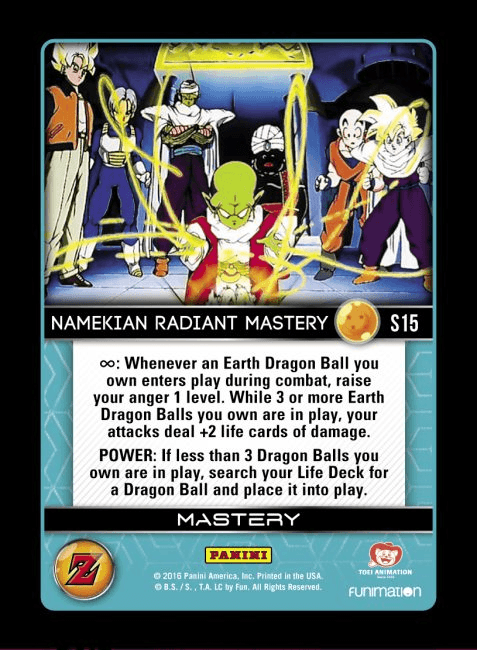 NAMEKIAN RADIANT MASTERY S15
∞: Whenever an Earth Dragon Ball you
own enters play during combat, raise
your anger 1 level. While 3 or more Earth
Dragon Balls you own are in play, your
attacks deal +2 life cards of damage.
POWER: If less than 3 Dragon Balls you
own are in play, search your Life Deck for
a Dragon Ball and place it into play.
MASTERY
Z
PANINI
© 2016 Panini America, Inc. Printed in the USA.
© B.S. / S. , T.A. LC by Fun. All Rights Reserved.
TOEI ANIMATION
FUNIMATION